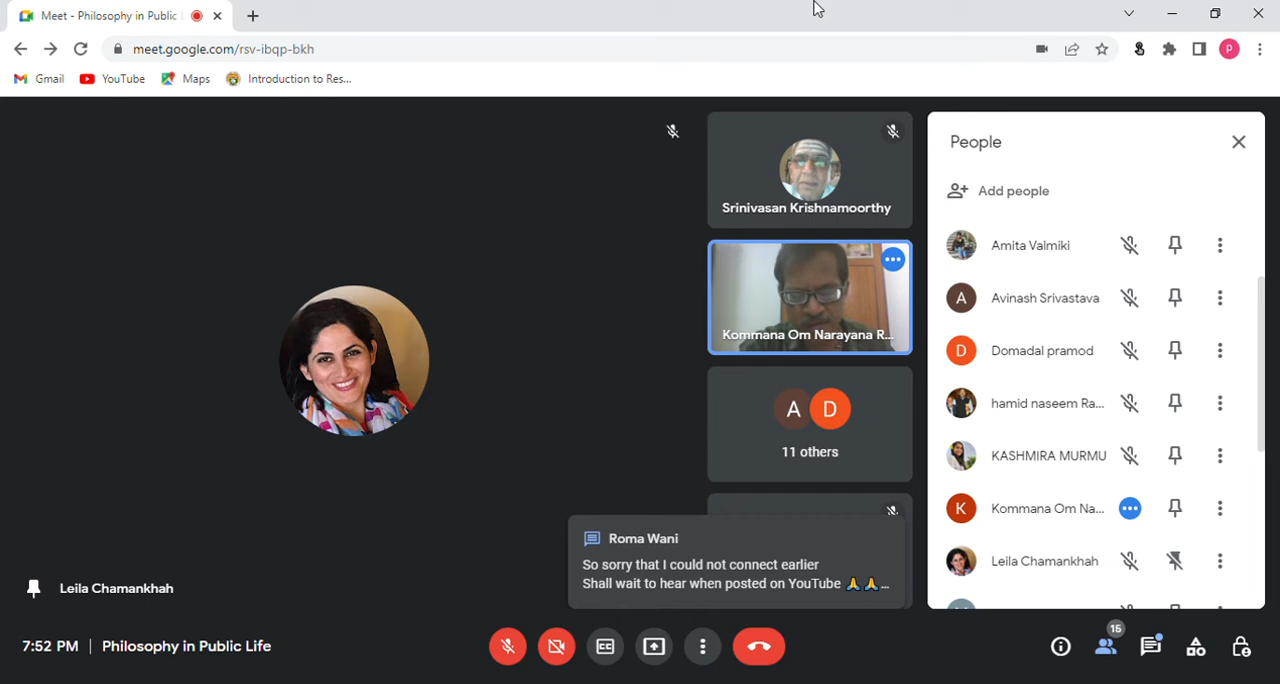 Meet - Philosophy in Public
meet.google.com/rsv-ibqp-bkh
P
Gmail
YouTube
Maps
Introduction to Res...
Srinivasan Krishnamoorthy
Kommana Om Narayana R...
A D
11 others
Roma Wani
So sorry that I could not connect earlier
Shall wait to hear when posted on YouTube 🙏🙏...
Leila Chamankhah
People
Add people
Amita Valmiki
A Avinash Srivastava
D Domadal pramod
hamid naseem Ra...
KASHMIRA MURMU
K Kommana Om Na...
Leila Chamankhah
7:52 PM | Philosophy in Public Life
CC
15